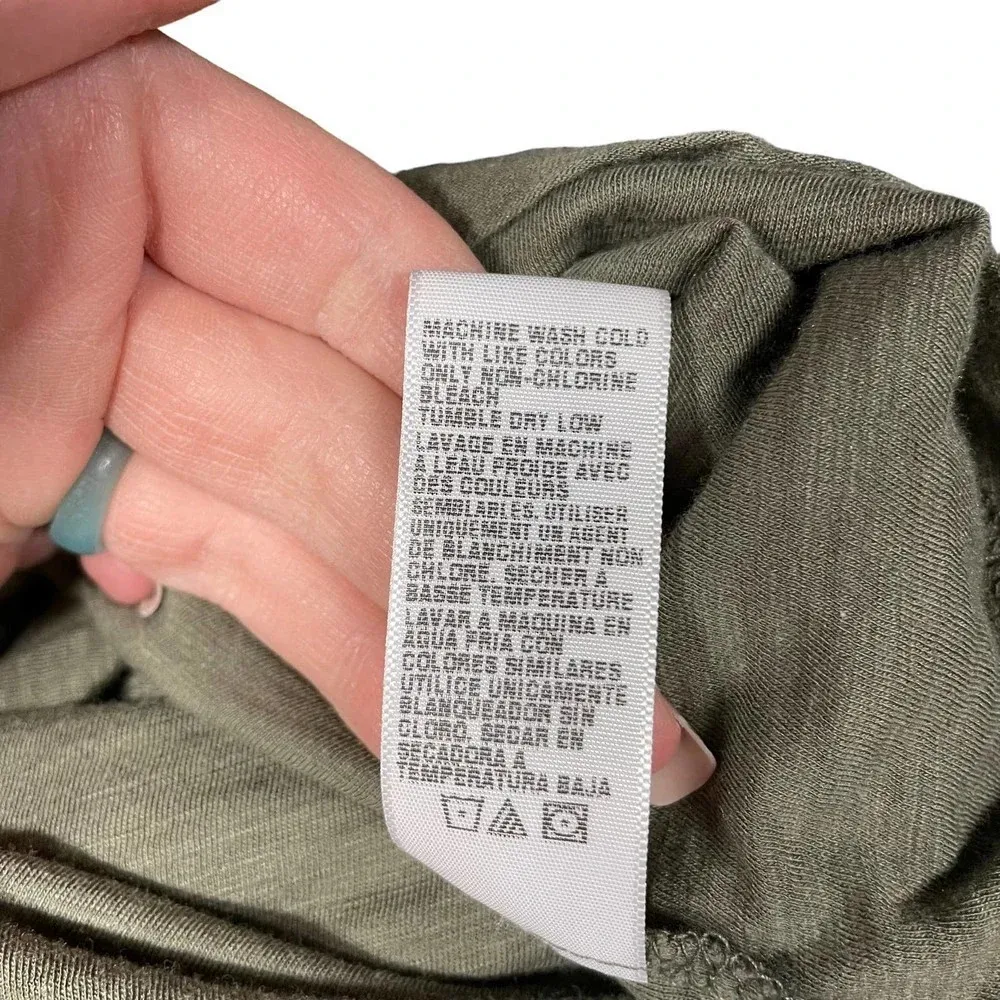 MACHINE WASH COLD
WITH LIKE COLORS
ONLY NON-CHLORINE
BLEACH
TUMBLE DRY LOW
LAVAGE EN MACHINE
A LEAU FROIDE AVEC
DES COULEURS
SEMBLABLES, UTILISER
UNIQUEMENT UN AGENT
DE BLANCHIMENT NON
CHLORE, SECHER A
BASSE TEMPERATURE
LAVAR A MAQUINA EN
AGUA FRIA CON
COLORES SIMILARES
UTILICE UNICAMENTE
BLANQUEADOR SIN
CLORO, SECAR EN
SECADORA A
TEMPERATURA BAJA